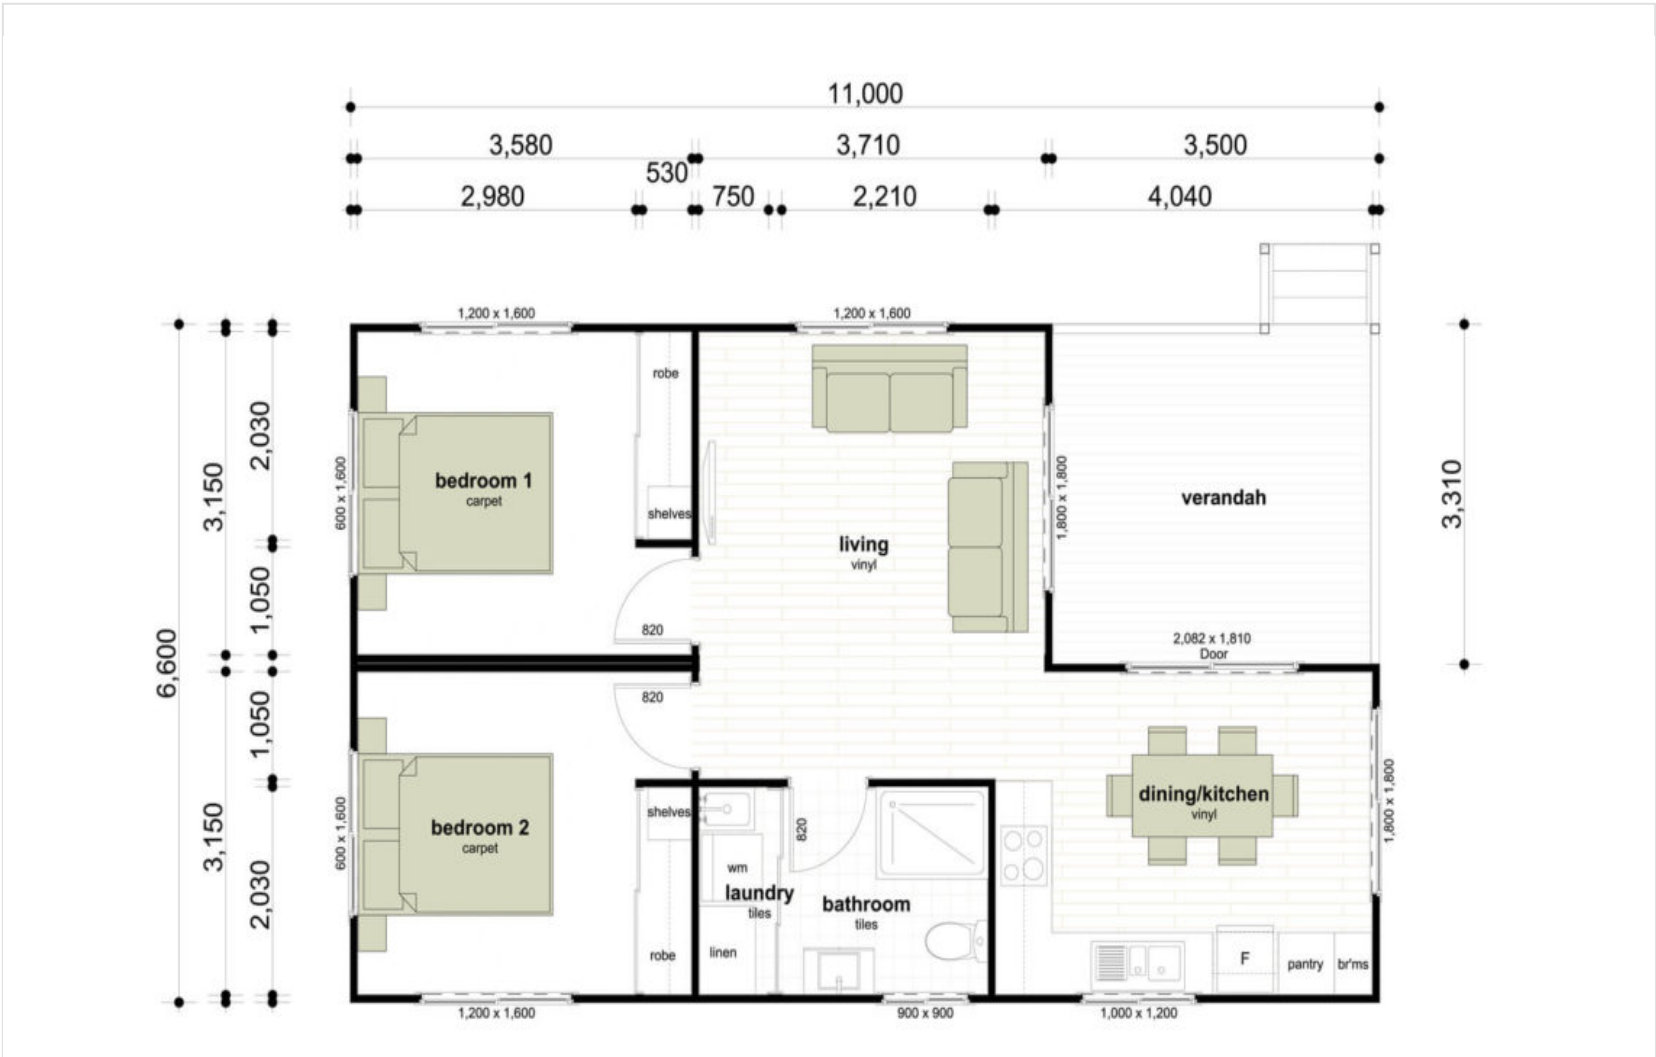 11,000
3,580
3,710
3,500
530
2,980
750
2,210
4,040
1,200 x 1,600
1,200 x 1,600
robe
2,030
3,150
600 x 1,600
bedroom 1
carpet
shelves
1,800 x 1,800
verandah
3,310
living
vinyl
1,050
820
2,082 x 1,810
Door
6,600
820
1,050
shelves
dining/kitchen
vinyl
1,800 x 1,800
3,150
600 x 1,600
bedroom 2
carpet
820
wm
laundry
tiles
bathroom
tiles
2,030
robe
linen
F
pantry
br'ms
1,200 x 1,600
900 x 900
1,000 x 1,200